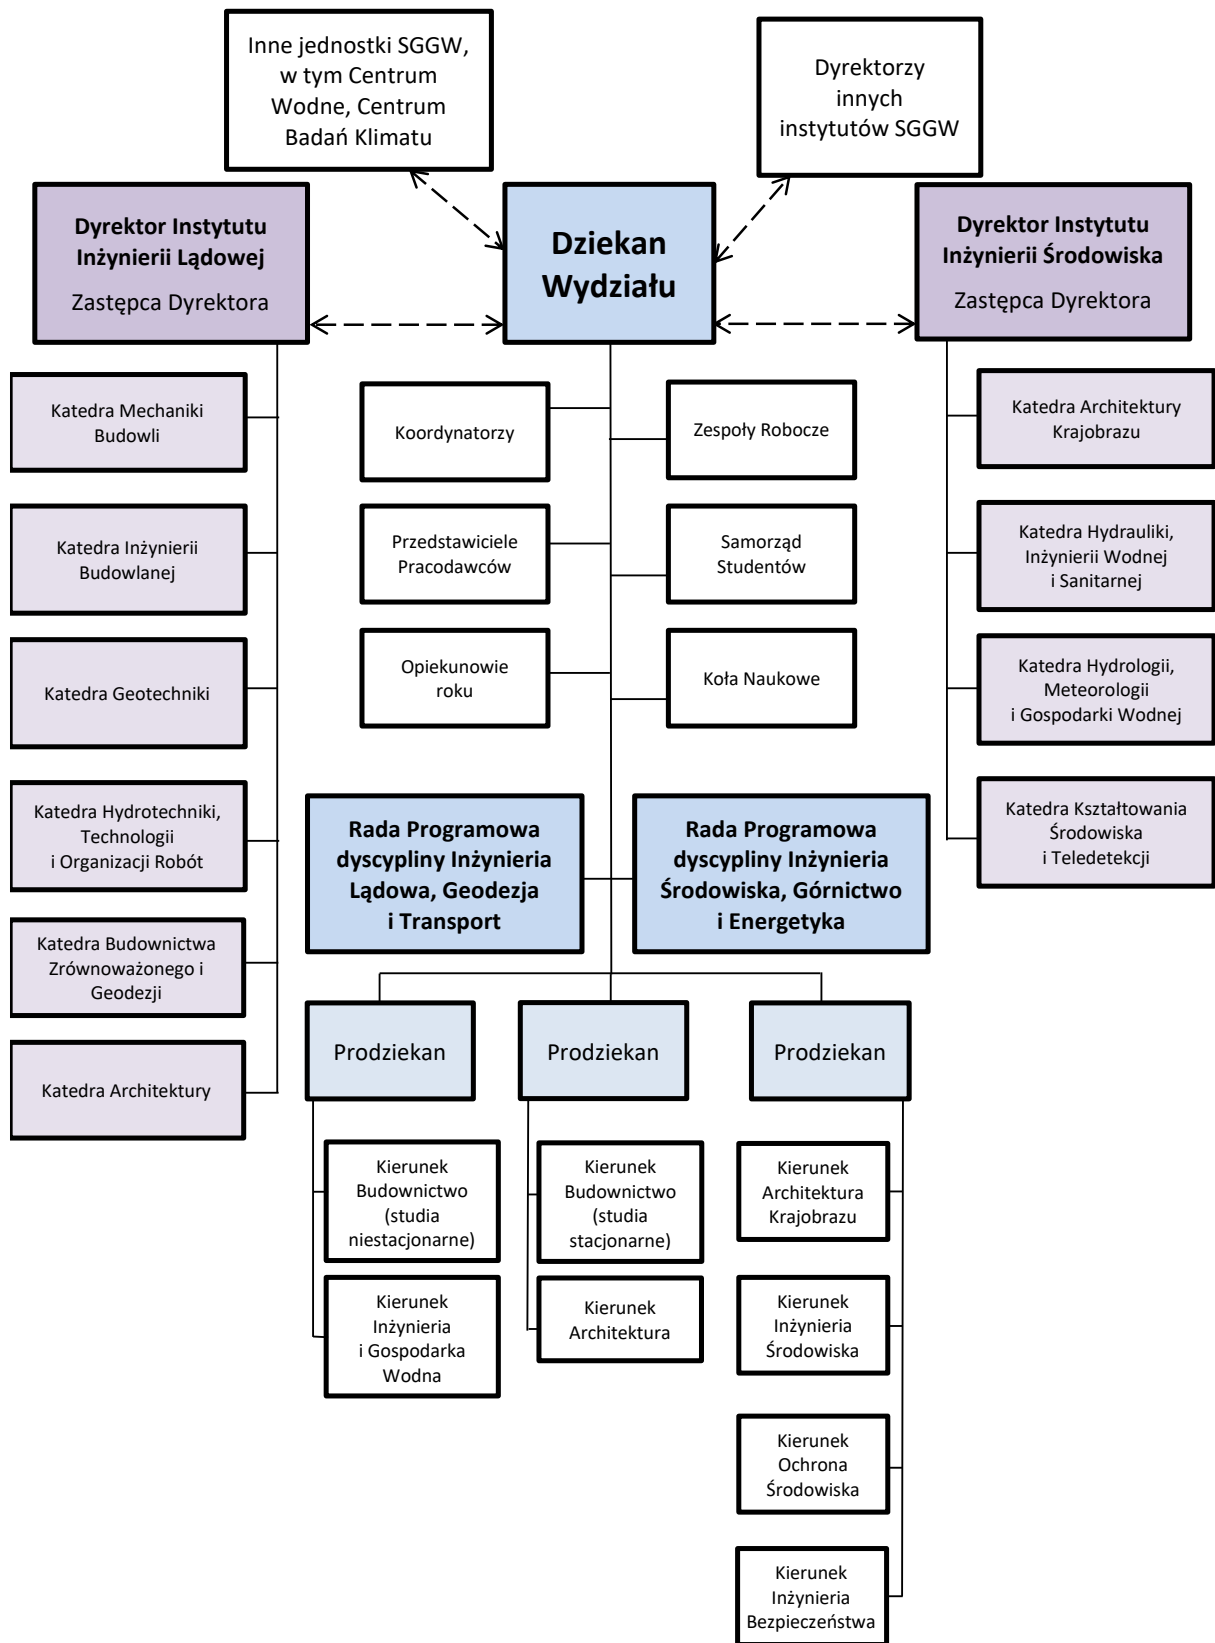 Inne jednostki SGGW,
w tym Centrum
Wodne, Centrum
Badań Klimatu
Dyrektorzy
innych
instytutów SGGW
Dyrektor Instytutu
Inżynierii Lądowej
Zastępca Dyrektora
Dziekan
Wydziału
Dyrektor Instytutu
Inżynierii Środowiska
Zastępca Dyrektora
Katedra Mechaniki
Budowli
Katedra Inżynierii
Budowlanej
Katedra Geotechniki
Katedra Hydrotechniki,
Technologii
i Organizacji Robót
Katedra Budownictwa
Zrównoważonego i
Geodezji
Katedra Architektury
Koordynatorzy
Zespoły Robocze
Przedstawiciele
Pracodawców
Samorząd
Studentów
Opiekunowie
roku
Koła Naukowe
Katedra Architektury
Krajobrazu
Katedra Hydrauliki,
Inżynierii Wodnej
i Sanitarnej
Katedra Hydrologii,
Meteorologii
i Gospodarki Wodnej
Katedra Kształtowania
Środowiska
i Teledetekcji
Rada Programowa
dyscypliny Inżynieria
Lądowa, Geodezja
i Transport
Rada Programowa
dyscypliny Inżynieria
Środowiska, Górnictwo
i Energetyka
Prodziekan
Prodziekan
Prodziekan
Kierunek
Budownictwo
(studia
niestacjonarne)
Kierunek
Inżynieria
i Gospodarka
Wodna
Kierunek
Budownictwo
(studia
stacjonarne)
Kierunek
Architektura
Kierunek
Architektura
Krajobrazu
Kierunek
Inżynieria
Środowiska
Kierunek
Ochrona
Środowiska
Kierunek
Inżynieria
Bezpieczeństwa